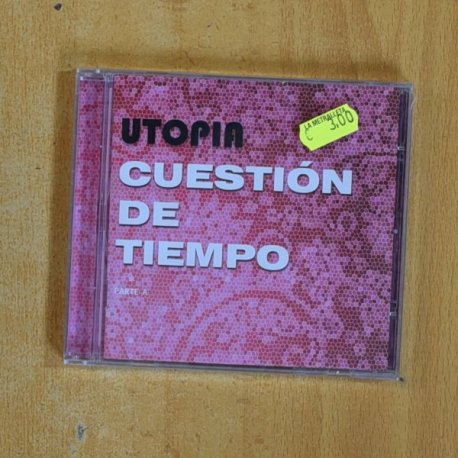 UTOPIA
CUESTIÓN
DE
TIEMPO
PARTE A
LA METRALLETA
€ 3.00